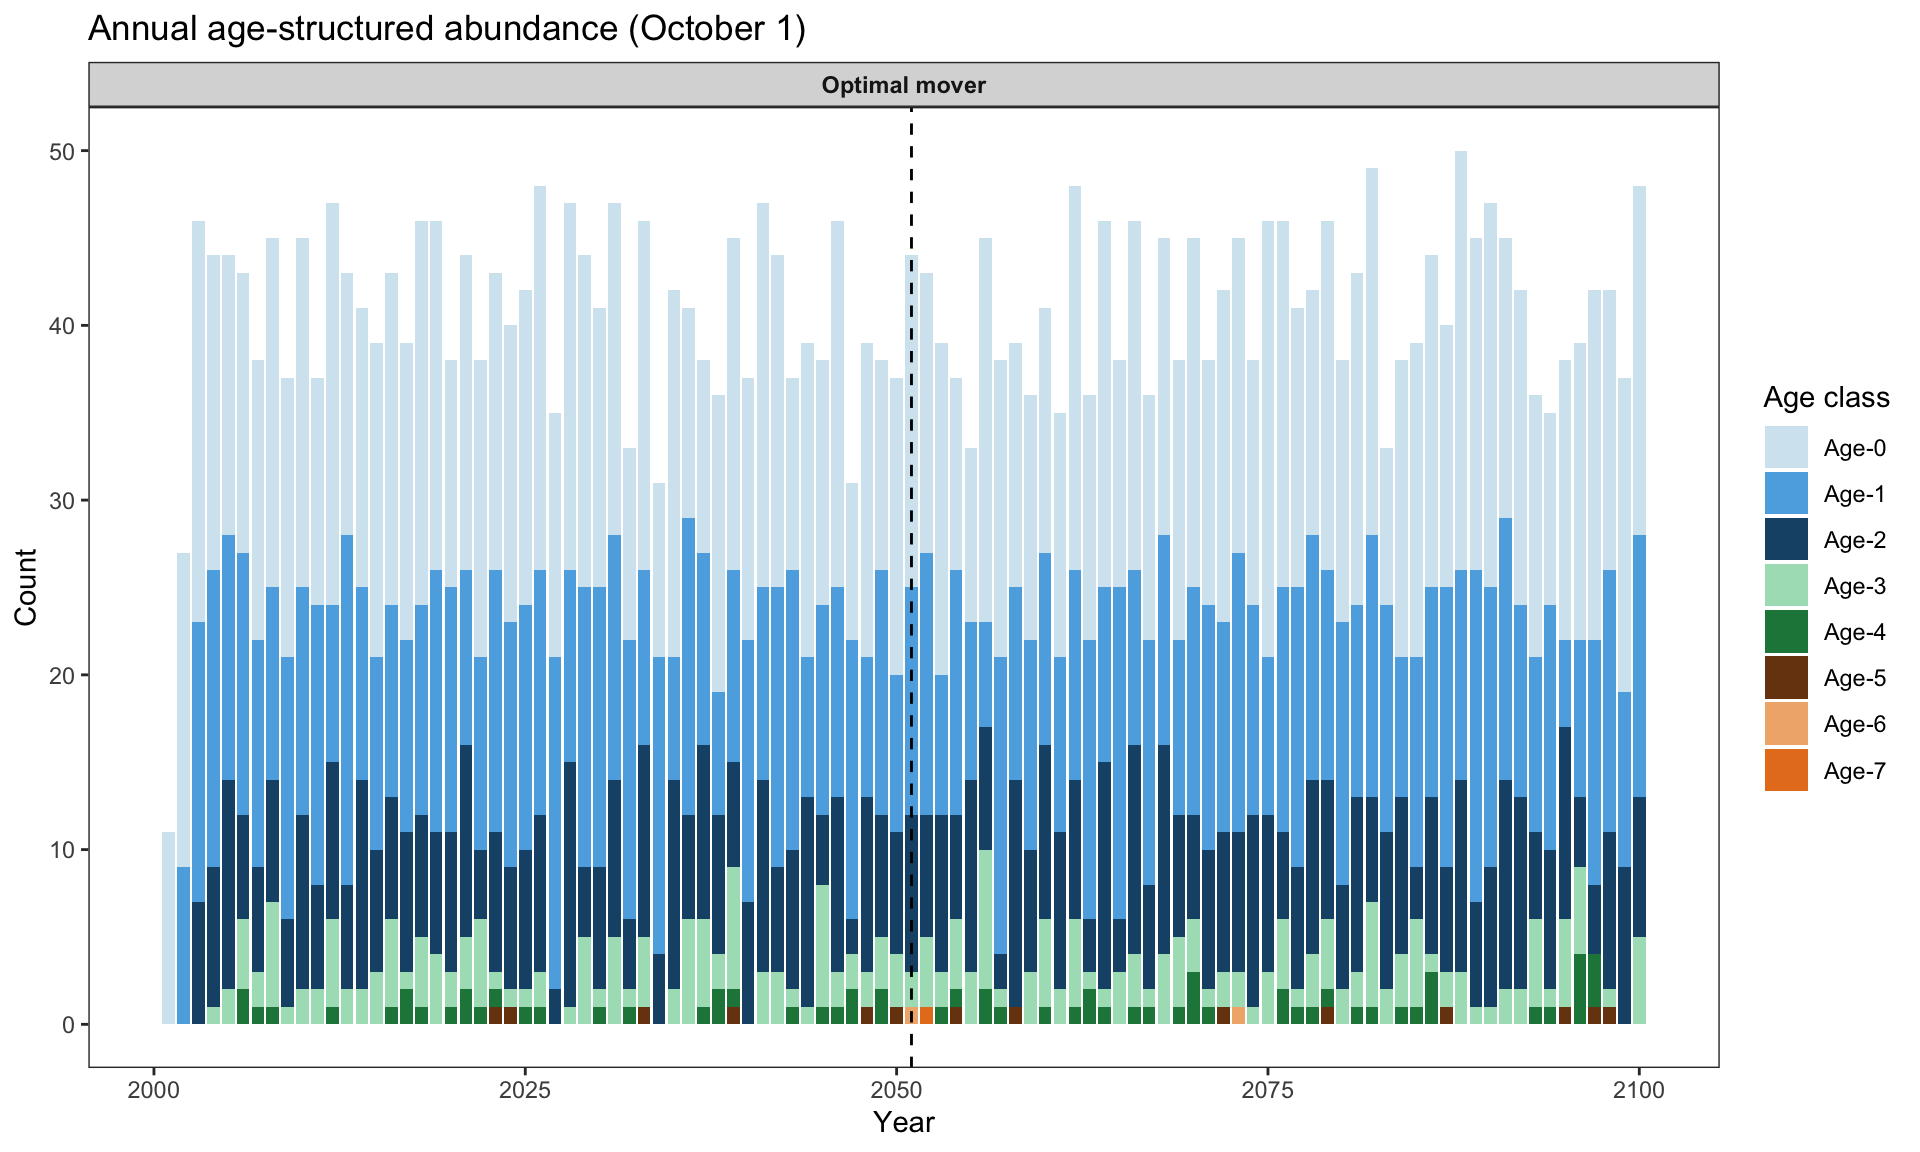 Annual age-structured abundance (October 1)
Optimal mover
50
40
30
20
10
0
Count
2000 2025 2050 2075 2100
Year
Age class
Age-0
Age-1
Age-2
Age-3
Age-4
Age-5
Age-6
Age-7